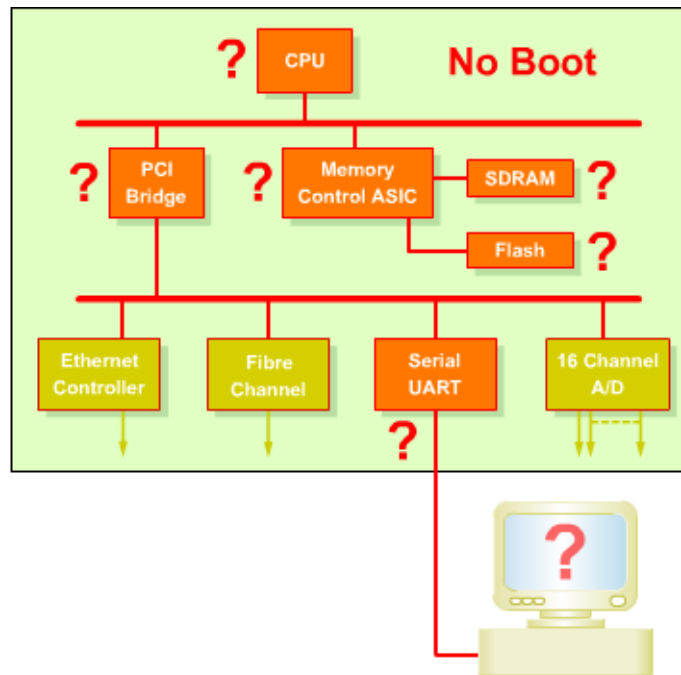 ?
CPU
No Boot
?
PCI
Bridge
?
Memory
Control ASIC
SDRAM
?
Flash
?
Ethernet
Controller
Fibre
Channel
Serial
UART
16 Channel
A/D
?
?